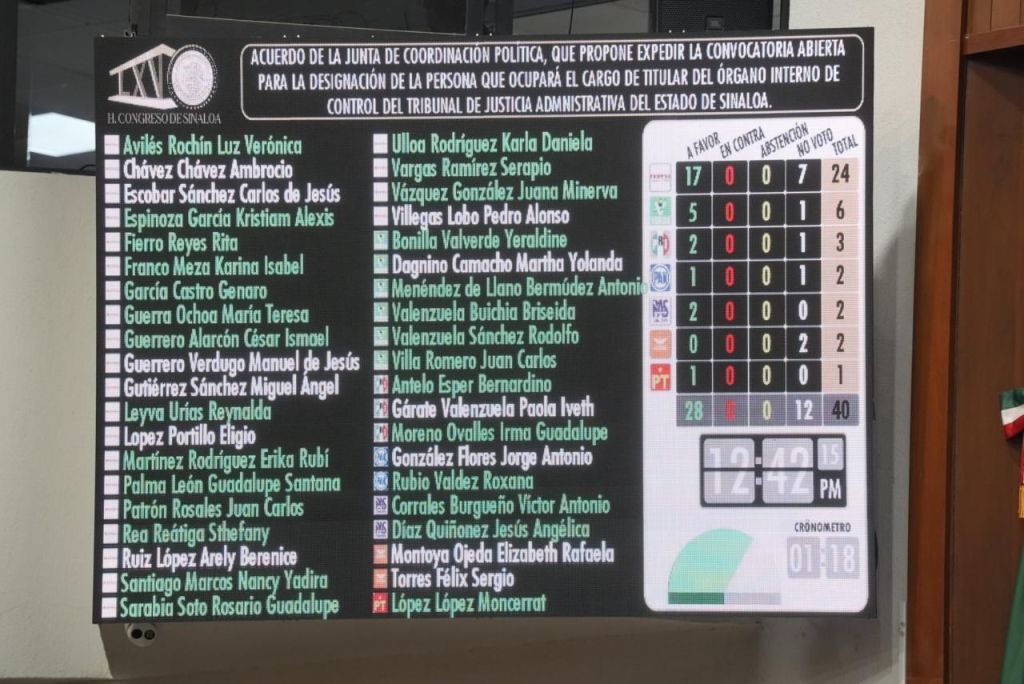 ACUERDO DE LA JUNTA DE COORDINACIÓN POLÍTICA, QUE PROPONE EXPEDIR LA CONVOCATORIA ABIERTA
PARA LA DESIGNACIÓN DE LA PERSONA QUE OCUPARÁ EL CARGO DE TITULAR DEL ÓRGANO INTERNO DE
CONTROL DEL TRIBUNAL DE JUSTICIA ADMNISTRATIVA DEL ESTADO DE SINALOA.
LXV
H. CONGRESO DE SINALOA
Avilés Rochín Luz Verónica
Chávez Chávez Ambrocio
Escobar Sánchez Carlos de Jesús
Espinoza García Kristiam Alexis
Fierro Reyes Rita
Franco Meza Karina Isabel
García Castro Genaro
Guerra Ochoa María Teresa
Guerrero Alarcón César Ismael
Guerrero Verdugo Manuel de Jesús
Gutiérrez Sánchez Miguel Ángel
Leyva Urías Reynalda
Lopez Portillo Eligio
Martínez Rodríguez Erika Rubí
Palma León Guadalupe Santana
Patrón Rosales Juan Carlos
Rea Reátiga Sthefany
Ruiz López Arely Berenice
Santiago Marcos Nancy Yadira
Sarabia Soto Rosario Guadalupe
Ulloa Rodríguez Karla Daniela
Vargas Ramírez Serapio
Vázquez González Juana Minerva
Villegas Lobo Pedro Alonso
Bonilla Valverde Yeraldine
Dagnino Camacho Martha Yolanda
Menéndez de Llano Bermúdez Antonio
Valenzuela Buichia Briseida
Valenzuela Sánchez Rodolfo
Villa Romero Juan Carlos
Antelo Esper Bernardino
Gárate Valenzuela Paola Iveth
Moreno Ovalles Irma Guadalupe
González Flores Jorge Antonio
Rubio Valdez Roxana
Corrales Burgueño Víctor Antonio
Díaz Quiñonez Jesús Angélica
Montoya Ojeda Elizabeth Rafaela
Torres Félix Sergio
PT López López Moncerrat
A FAVOR EN CONTRA ABSTENCIÓN NO VOTO TOTAL
17 0 0 7 24
5 0 0 1 6
PRI 2 0 0 1 3
PAN 1 0 0 1 2
PAS 2 0 0 0 2
0 0 0 2 2
PT 1 0 0 0 1
28 0 0 12 40
12:42 15 PM
CRÓNOMETRO
01:18